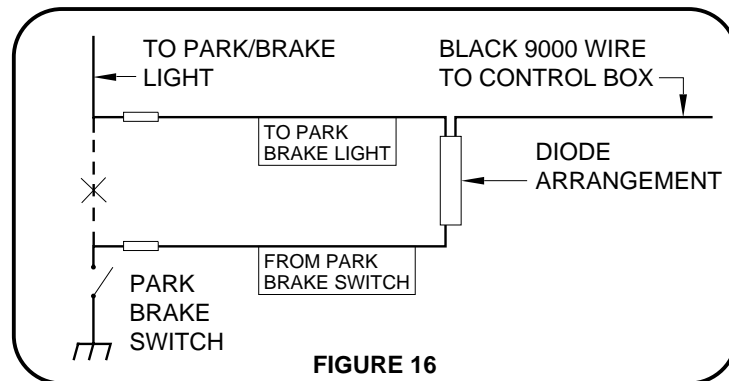 TO PARK/BRAKE
LIGHT
BLACK 9000 WIRE
TO CONTROL BOX
TO PARK
BRAKE LIGHT
DIODE
ARRANGEMENT
FROM PARK
BRAKE SWITCH
PARK
BRAKE
SWITCH
FIGURE 16